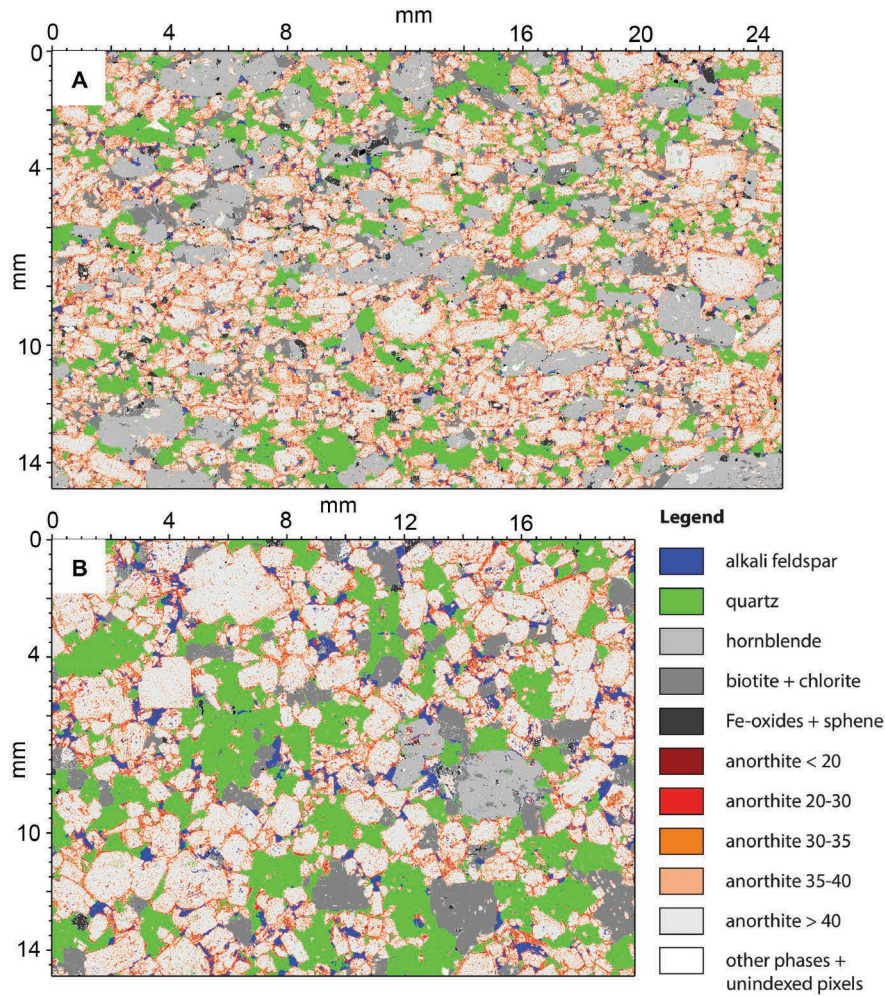 mm mm
0 4 8 12 16 20 24
A
0
4
mm
10
14
mm
0 4 8 12 16
B
0
4
mm
10
14
Legend
alkali feldspar
quartz
hornblende
biotite + chlorite
Fe-oxides + sphene
anorthite < 20
anorthite 20-30
anorthite 30-35
anorthite 35-40
anorthite > 40
other phases +
unindexed pixels